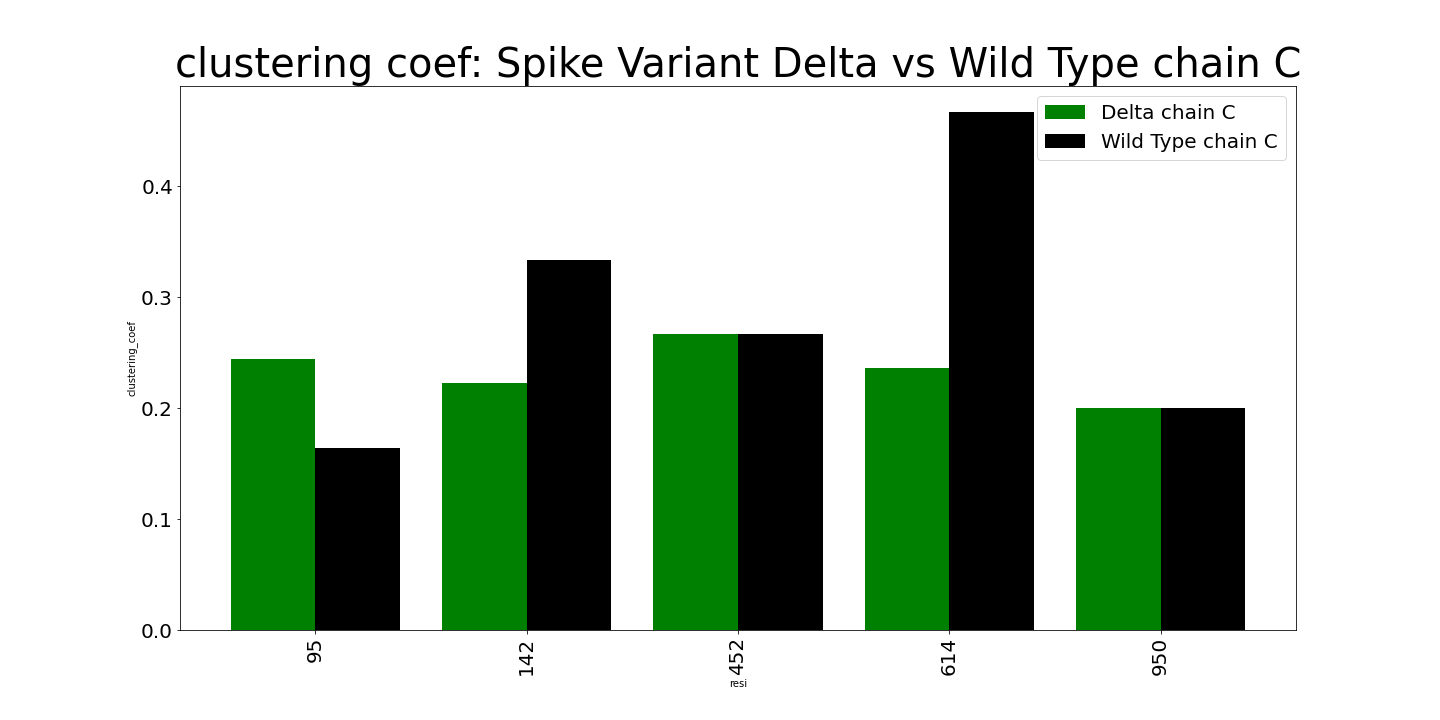 clustering coef: Spike Variant Delta vs Wild Type chain C
Delta chain C
Wild Type chain C
0.4
0.3
0.2
0.1
0.0
clustering_coef
95
142
452
614
950
resi